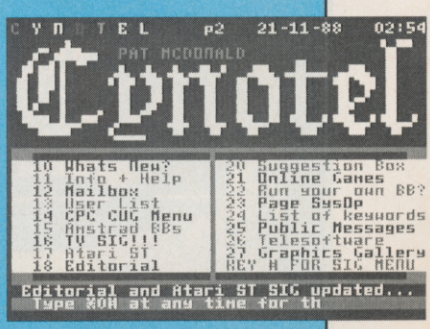 CYNOTEL p2 21-11-88 02:54
PAT MCDONALD
Cynotel
10 Whats New?
11 Info + Help
12 Mailbox
13 User List
14 CPC CUG Menu
15 Amstrad BBs
16 TV SIG!!!
17 Atari ST
18 Editorial
20 Suggestion Box
21 Online Games
22 Run your own BB?
23 Page SysOp
24 List of keywords
25 Public Messages
26 Telesoftware
27 Graphics Gallery
KEY # FOR SIG MENU
Editorial and Atari ST SIG updated...
Type at any time for th